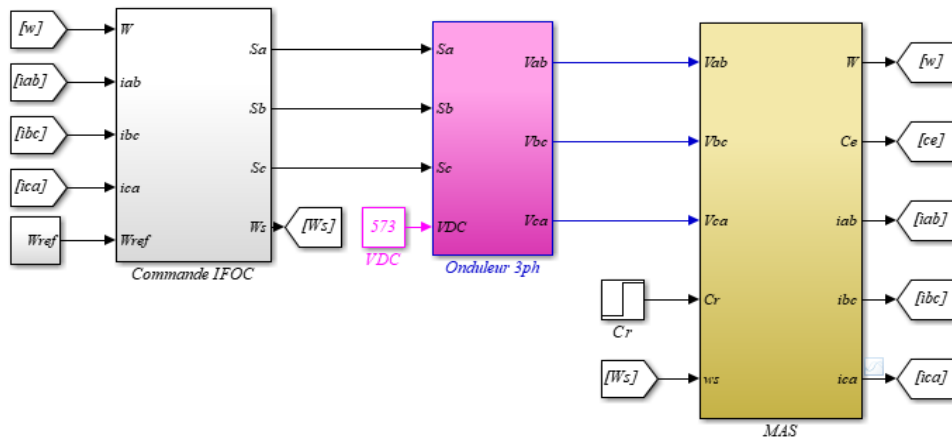 [w]
[iab]
[ibc]
[ica]
Wref
W
iab
ibc
ica
Wref
Sa
Sb
Sc
Ws
Commande IFOC
[Ws]
573
VDC
Sa
Sb
Sc
VDC
Vab
Vbc
Vca
Onduleur 3ph
Cr
[Ws]
Vab
Vbc
Vca
Cr
ws
W
Ce
iab
ibc
ica
MAS
[w]
[ce]
[iab]
[ibc]
[ica]